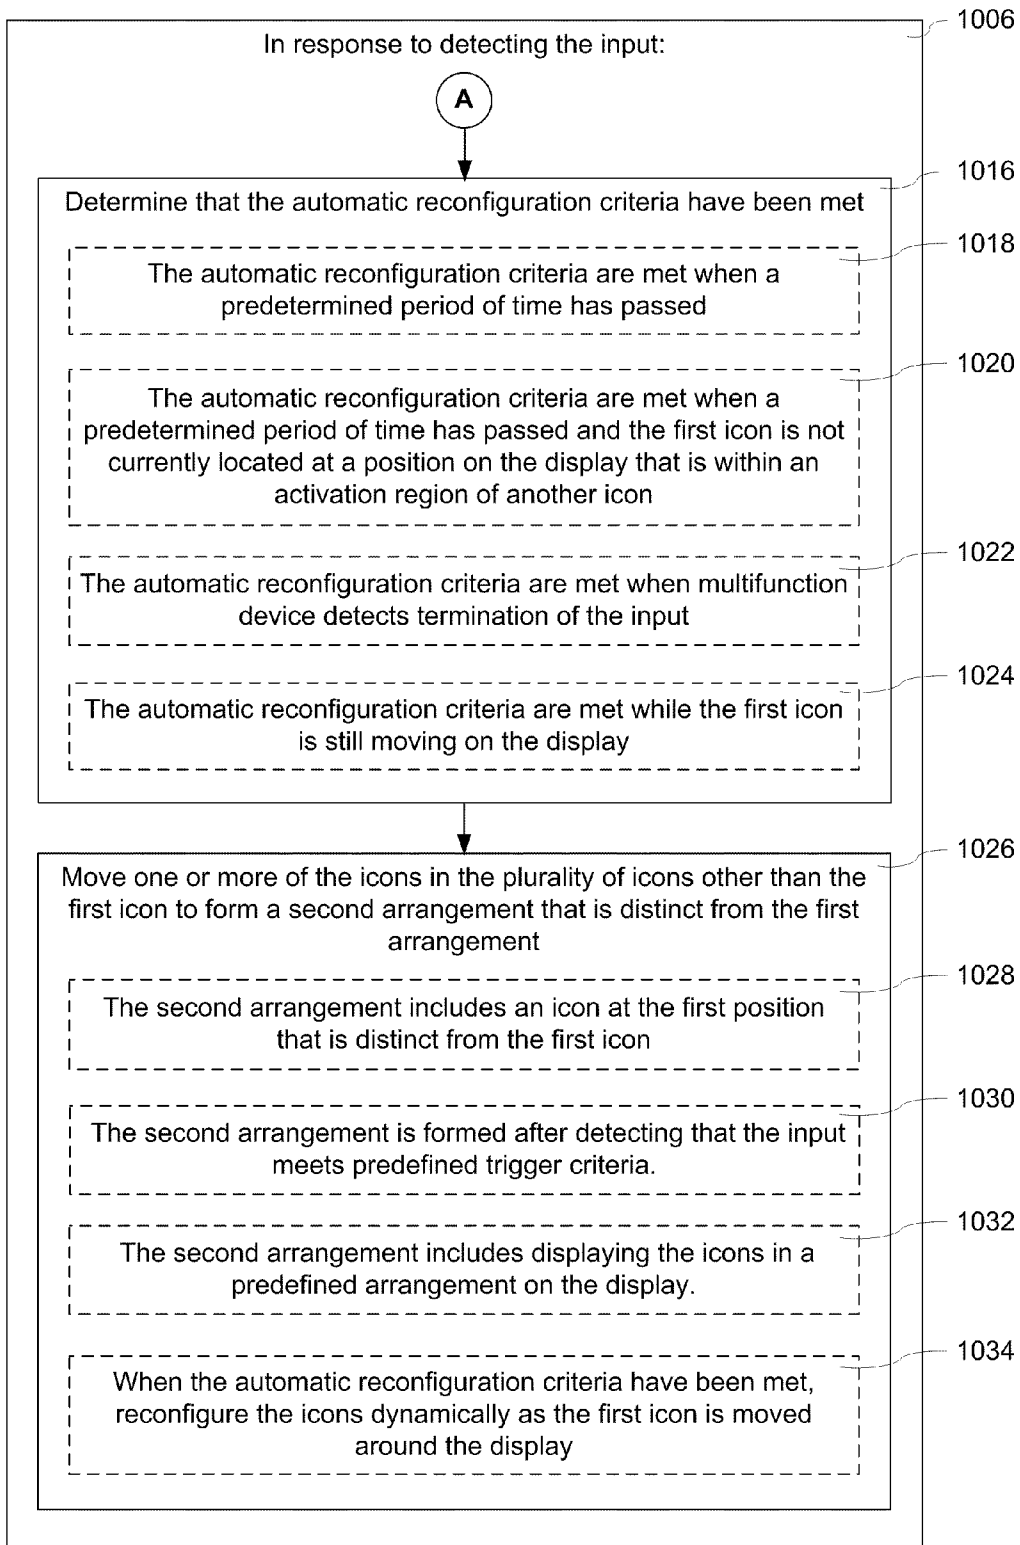 1006
In response to detecting the input:
A
1016
Determine that the automatic reconfiguration criteria have been met
1018
The automatic reconfiguration criteria are met when a
predetermined period of time has passed
1020
The automatic reconfiguration criteria are met when a
predetermined period of time has passed and the first icon is not
currently located at a position on the display that is within an
activation region of another icon
1022
The automatic reconfiguration criteria are met when multifunction
device detects termination of the input
1024
The automatic reconfiguration criteria are met while the first icon
is still moving on the display
1026
Move one or more of the icons in the plurality of icons other than the
first icon to form a second arrangement that is distinct from the first
arrangement
1028
The second arrangement includes an icon at the first position
that is distinct from the first icon
1030
The second arrangement is formed after detecting that the input
meets predefined trigger criteria.
1032
The second arrangement includes displaying the icons in a
predefined arrangement on the display.
1034
When the automatic reconfiguration criteria have been met,
reconfigure the icons dynamically as the first icon is moved
around the display